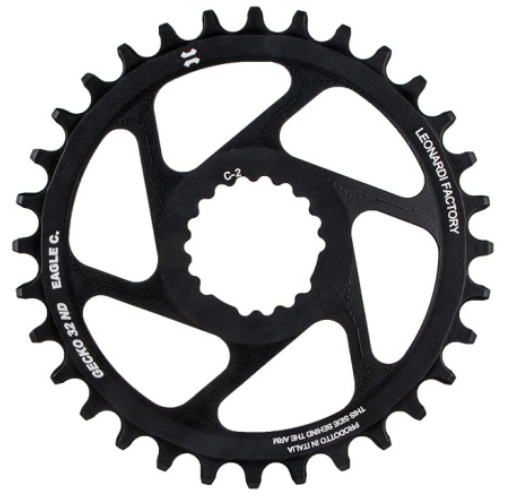 C-2
LEONARDI FACTORY
GECKO 32 ND EAGLE C.
THIS SIDE BEHIND THE ARM
PRODOTTO IN ITALIA